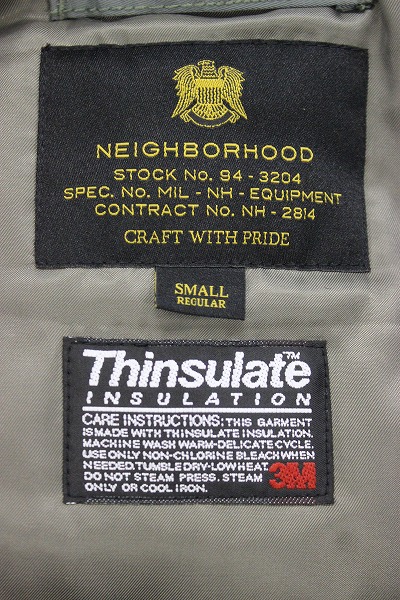 NEIGHBORHOOD
STOCK No. 94 - 3204
SPEC. No. MIL - NH - EQUIPMENT
CONTRACT No. NH - 2814
CRAFT WITH PRIDE
SMALL
REGULAR
Thinsulate™
INSULATION
CARE INSTRUCTIONS: THIS GARMENT
IS MADE WITH THINSULATE INSULATION.
MACHINE WASH WARM-DELICATE CYCLE.
USE ONLY NON-CHLORINE BLEACH WHEN
NEEDED. TUMBLE DRY-LOW HEAT.
DO NOT STEAM PRESS. STEAM
ONLY OR COOL IRON.
3M